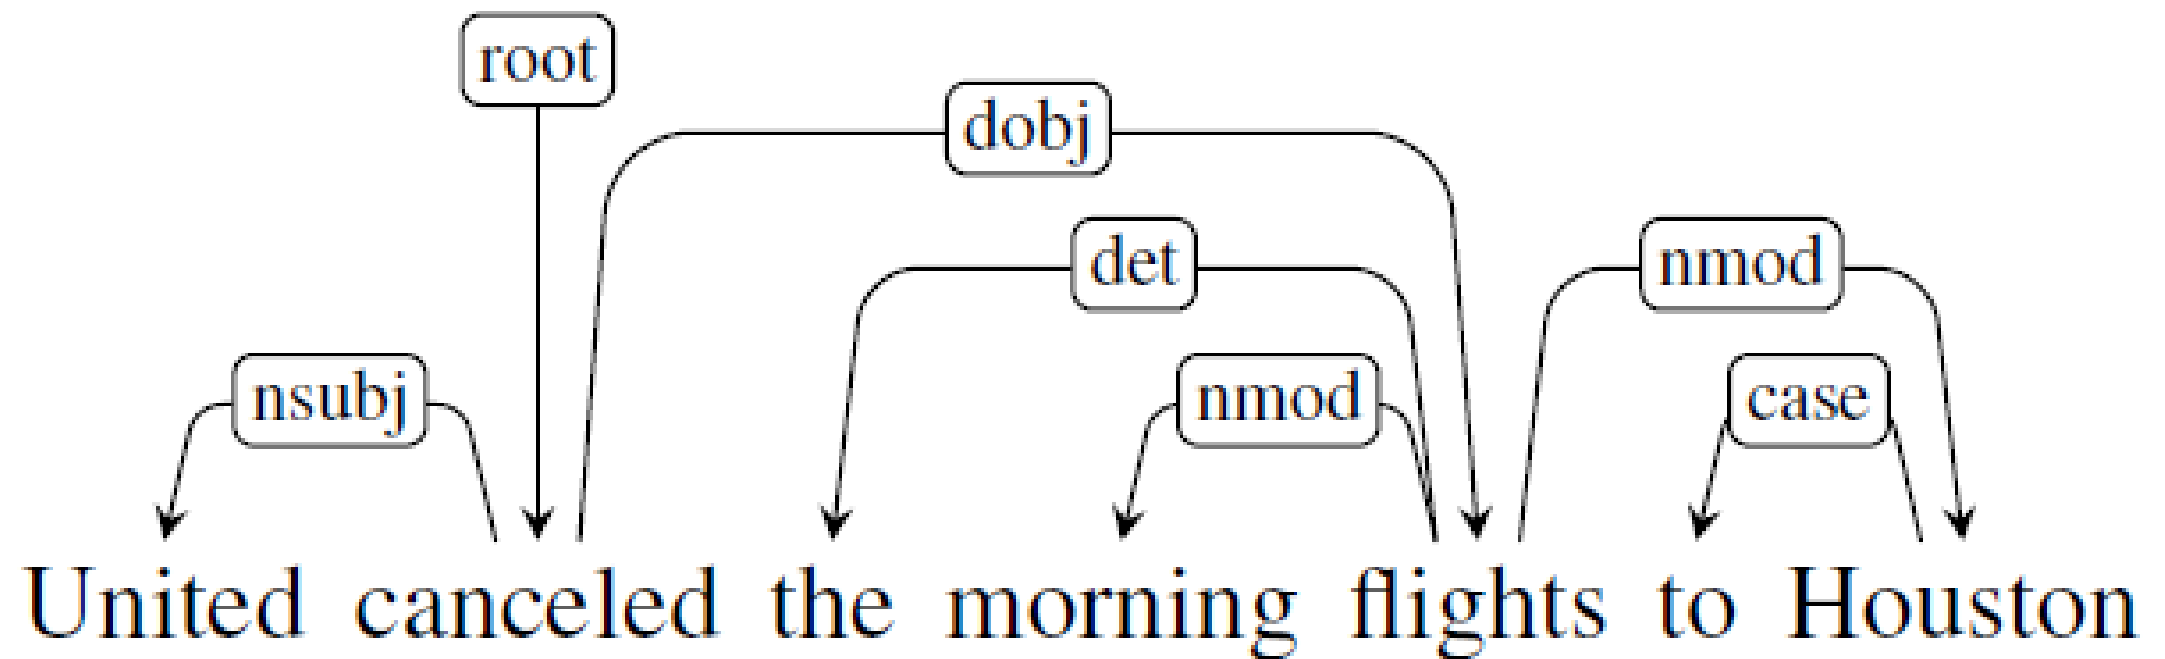 root
dobj
det nmod
nsubj nmod case
United canceled the morning flights to Houston